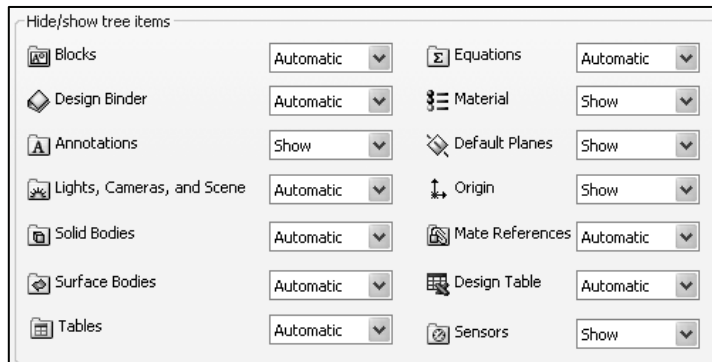 Hide/show tree items
Blocks Automatic Equations Automatic
Design Binder Automatic Material Show
Annotations Show Default Planes Show
Lights, Cameras, and Scene Automatic Origin Show
Solid Bodies Automatic Mate References Automatic
Surface Bodies Automatic Design Table Automatic
Tables Automatic Sensors Show